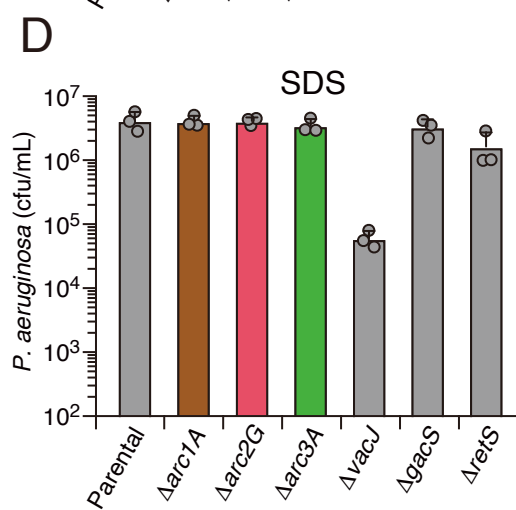 D
SDS
P. aeruginosa (cfu/mL)
10⁷
10⁶
10⁵
10⁴
10³
10²
Parental
Δarc1A
Δarc2G
Δarc3A
ΔvacJ
ΔgacS
ΔretS